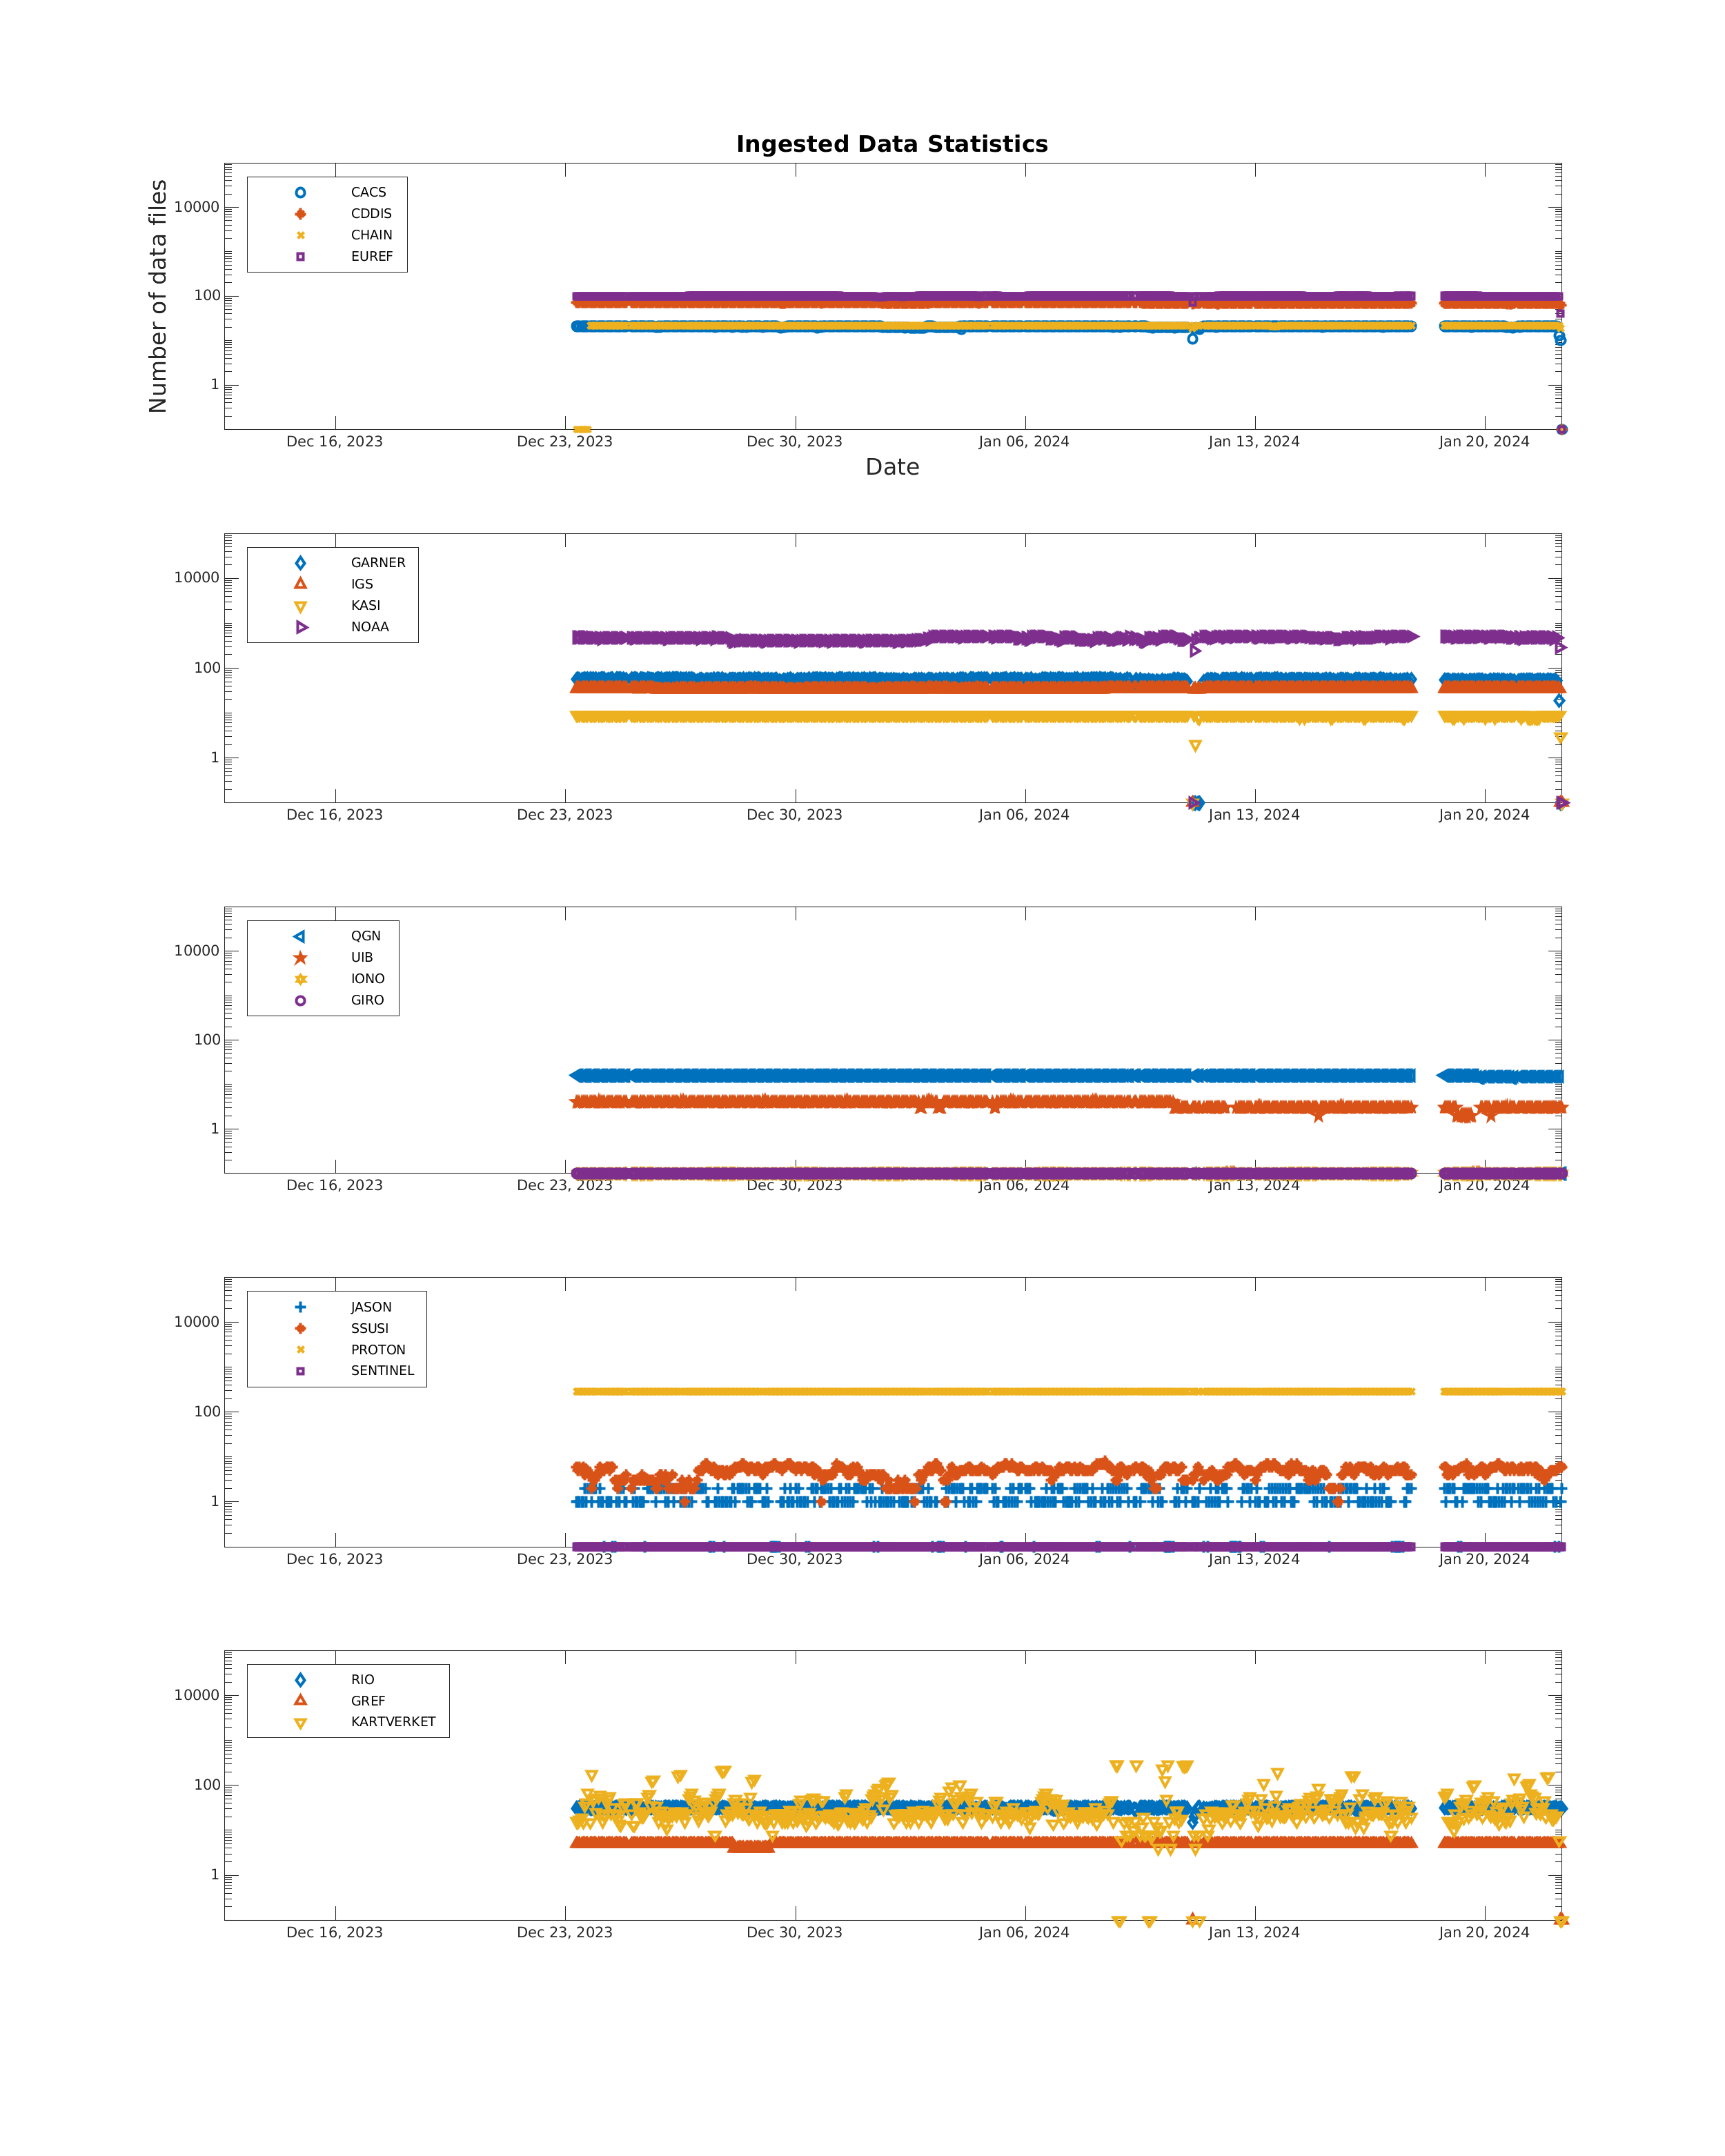 Ingested Data Statistics
Number of data files
CACS
CDDIS
CHAIN
EUREF
10000
100
1
Dec 16, 2023 Dec 23, 2023 Dec 30, 2023 Jan 06, 2024 Jan 13, 2024 Jan 20, 2024
Date
GARNER
IGS
KASI
NOAA
10000
100
1
Dec 16, 2023 Dec 23, 2023 Dec 30, 2023 Jan 06, 2024 Jan 13, 2024 Jan 20, 2024
QGN
UIB
IONO
GIRO
10000
100
1
Dec 16, 2023 Dec 23, 2023 Dec 30, 2023 Jan 06, 2024 Jan 13, 2024 Jan 20, 2024
JASON
SSUSI
PROTON
SENTINEL
10000
100
1
Dec 16, 2023 Dec 23, 2023 Dec 30, 2023 Jan 06, 2024 Jan 13, 2024 Jan 20, 2024
RIO
GREF
KARTVERKET
10000
100
1
Dec 16, 2023 Dec 23, 2023 Dec 30, 2023 Jan 06, 2024 Jan 13, 2024 Jan 20, 2024